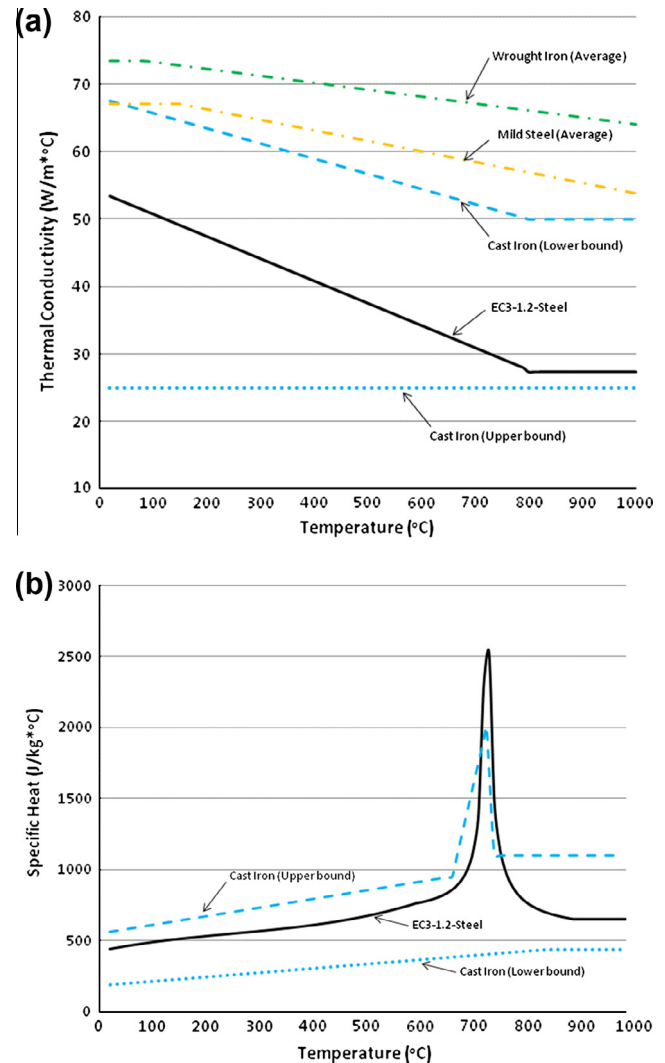 (a)
80
70
60
50
40
30
20
10
Thermal Conductivity (W/m*°C)
Wrought Iron (Average)
Mild Steel (Average)
Cast Iron (Lower bound)
EC3-1.2-Steel
Cast Iron (Upper bound)
0 100 200 300 400 500 600 700 800 900 1000
Temperature (°C)
(b)
3000
2500
2000
1500
1000
500
0
Specific Heat (J/kg*°C)
Cast Iron (Upper bound)
EC3-1.2-Steel
Cast Iron (Lower bound)
0 100 200 300 400 500 600 700 800 900 1000
Temperature (°C)